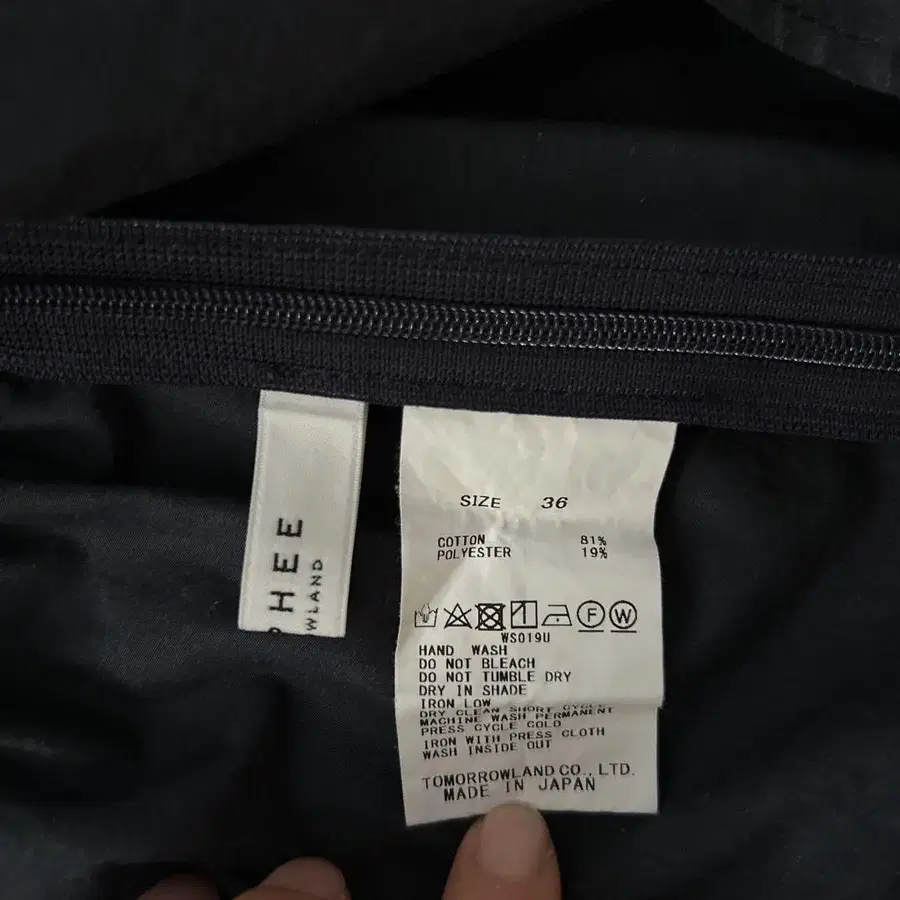 HEE
WLAND
SIZE 36
COTTON 81%
POLYESTER 19%
F W
WS019U
HAND WASH
DO NOT BLEACH
DO NOT TUMBLE DRY
DRY IN SHADE
IRON LOW
DRY CLEAN SHORT CYCLE
MACHINE WASH PERMANENT
PRESS CYCLE COLD
IRON WITH PRESS CLOTH
WASH INSIDE OUT
TOMORROWLAND CO., LTD.
MADE IN JAPAN